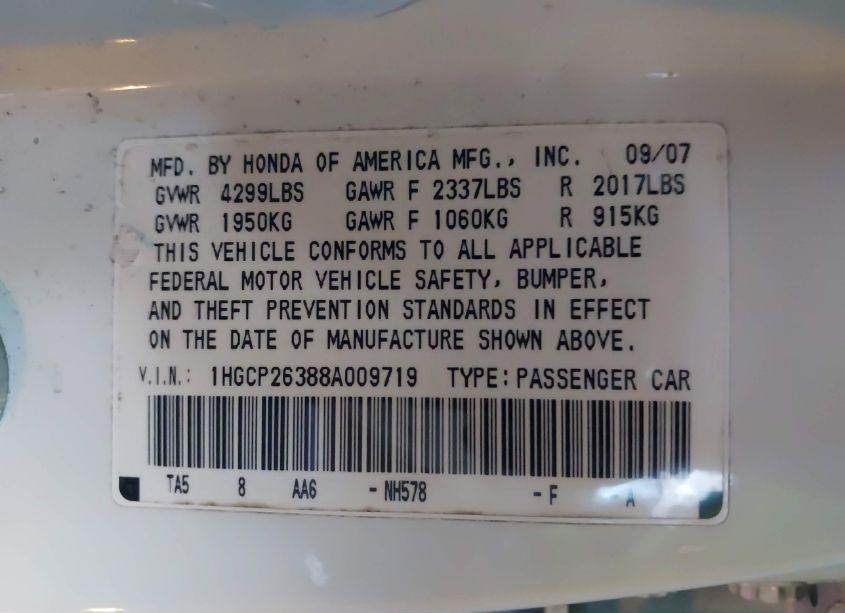 MFD. BY HONDA OF AMERICA MFG., INC. 09/07
GVWR 4299LBS GAWR F 2337LBS R 2017LBS
GVWR 1950KG GAWR F 1060KG R 915KG
THIS VEHICLE CONFORMS TO ALL APPLICABLE
FEDERAL MOTOR VEHICLE SAFETY, BUMPER,
AND THEFT PREVENTION STANDARDS IN EFFECT
ON THE DATE OF MANUFACTURE SHOWN ABOVE.
V.I.N.: 1HGCP26388A009719 TYPE: PASSENGER CAR
TA5 8 AA6 - NH578 - F A